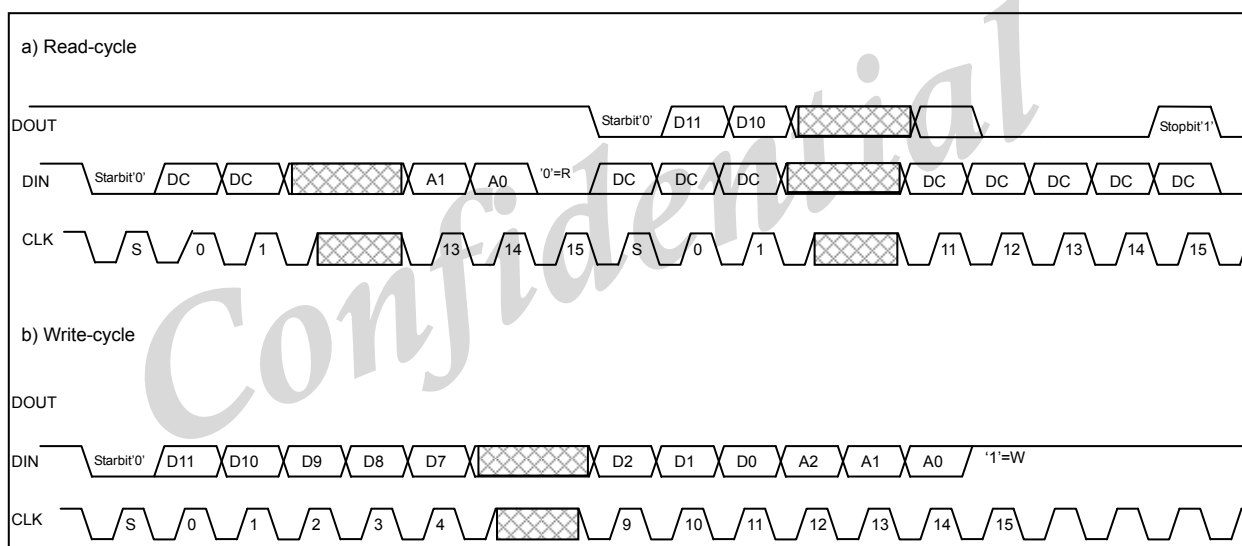 a) Read-cycle
DOUT Starbit'0' D11 D10 Stopbit'1'
DIN Starbit'0' DC DC A1 A0 '0'=R DC DC DC DC DC DC DC DC
CLK S 0 1 13 14 15 S 0 1 11 12 13 14 15
Confidential
b) Write-cycle
DOUT
DIN Starbit'0' D11 D10 D9 D8 D7 D2 D1 D0 A2 A1 A0 '1'=W
CLK S 0 1 2 3 4 9 10 11 12 13 14 15